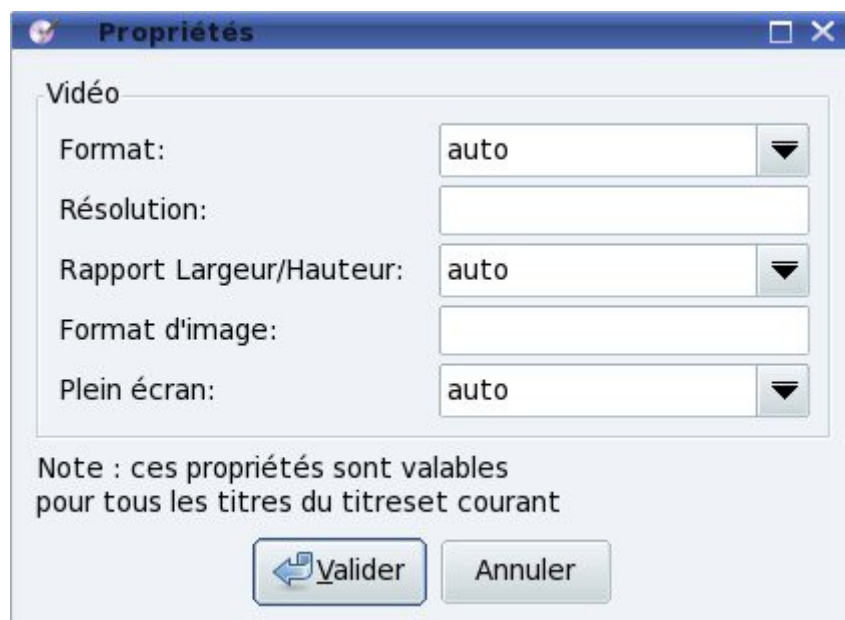 Propriétés
Vidéo
Format: auto
Résolution:
Rapport Largeur/Hauteur: auto
Format d'image:
Plein écran: auto
Note : ces propriétés sont valables
pour tous les titres du titreset courant
Valider Annuler